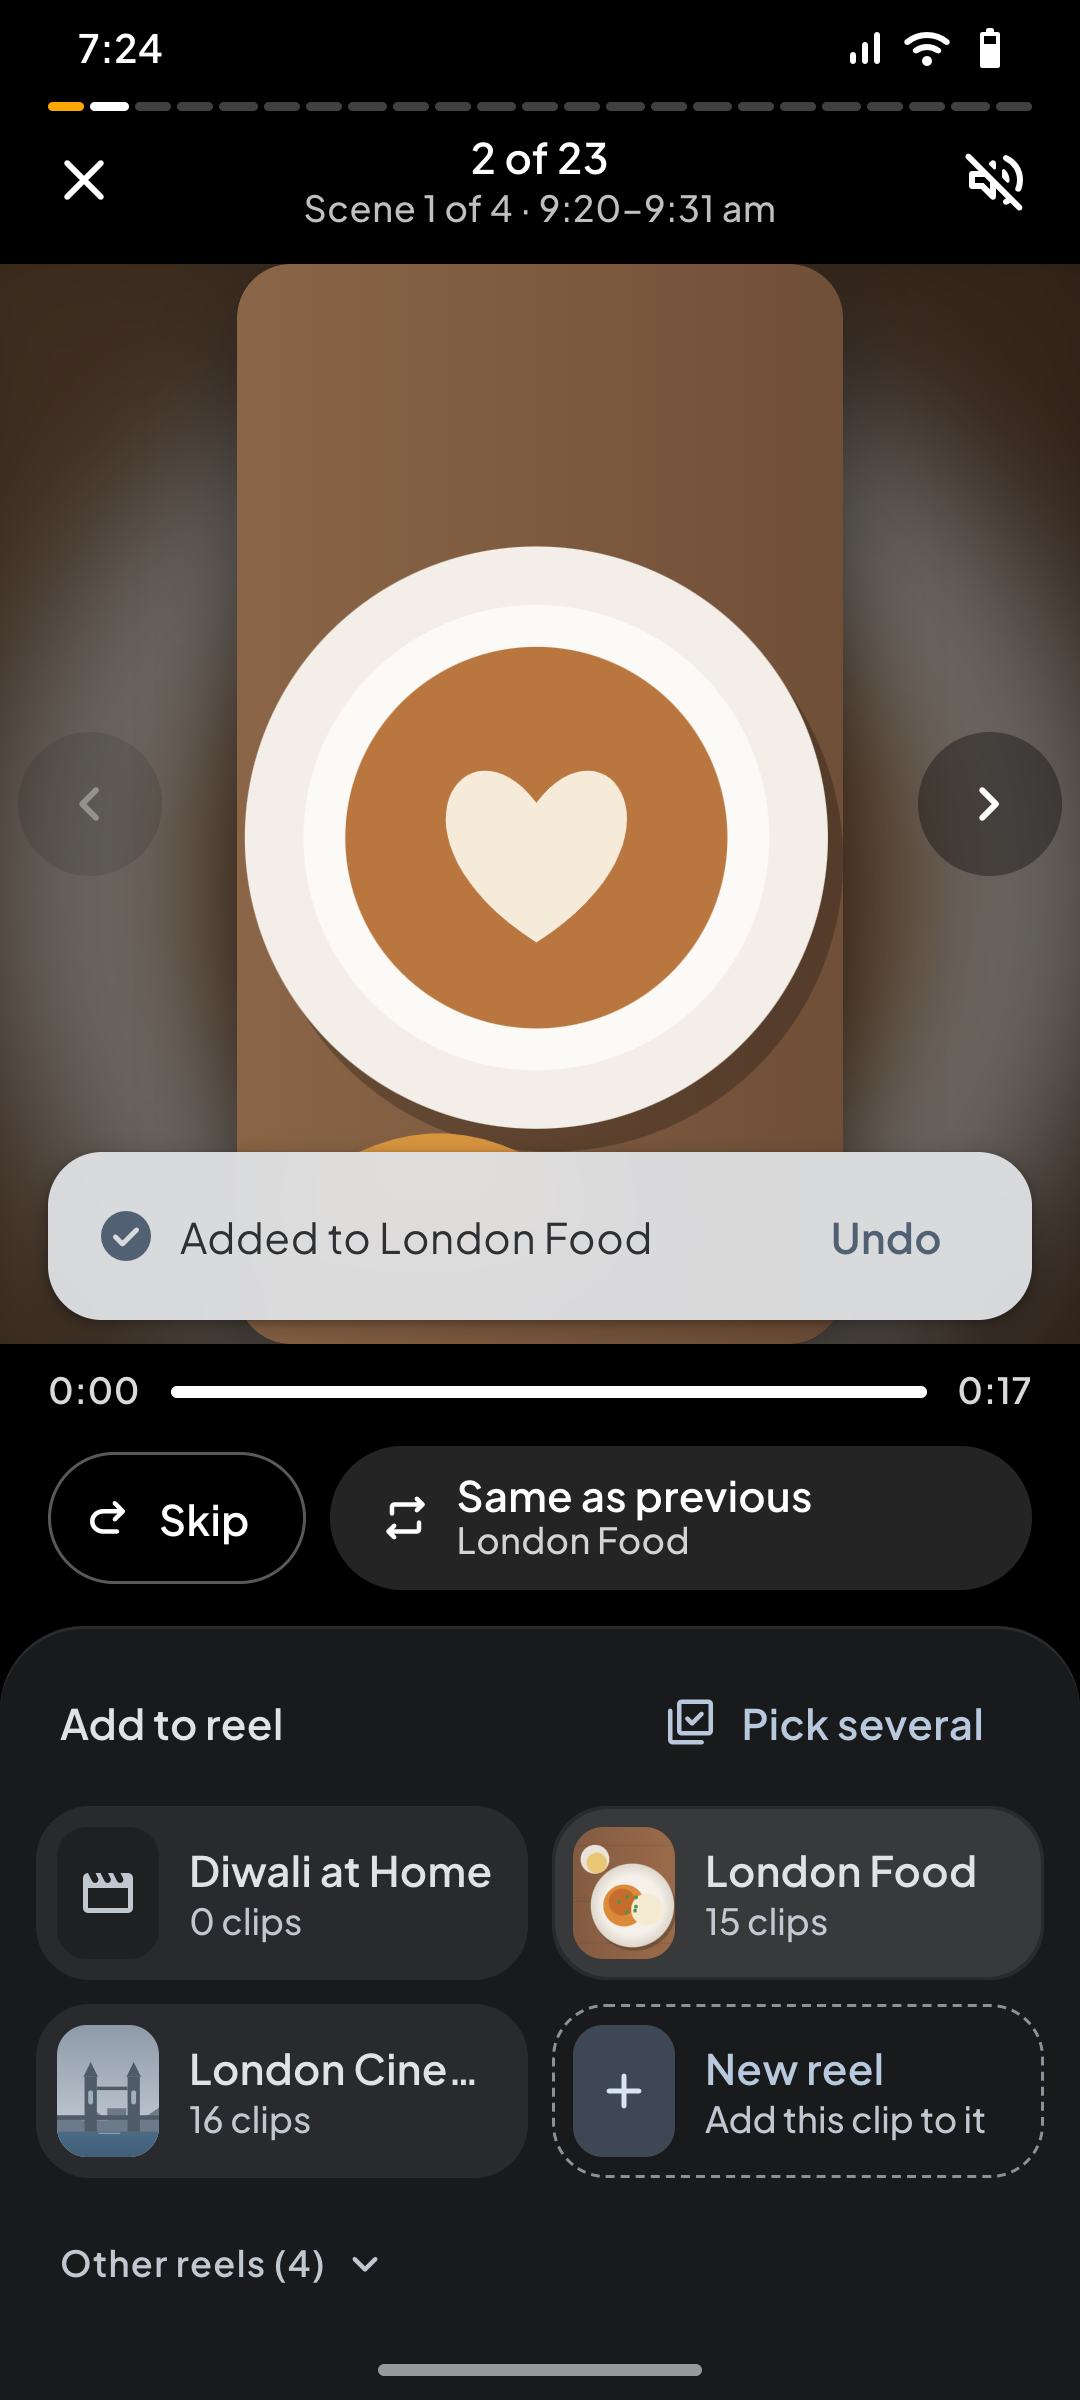 7:24
2 of 23
Scene 1 of 4 · 9:20–9:31 am
Added to London Food
Undo
0:00
0:17
Skip
Same as previous
London Food
Add to reel
Pick several
Diwali at Home
0 clips
London Food
15 clips
London Cine...
16 clips
New reel
Add this clip to it
Other reels (4)